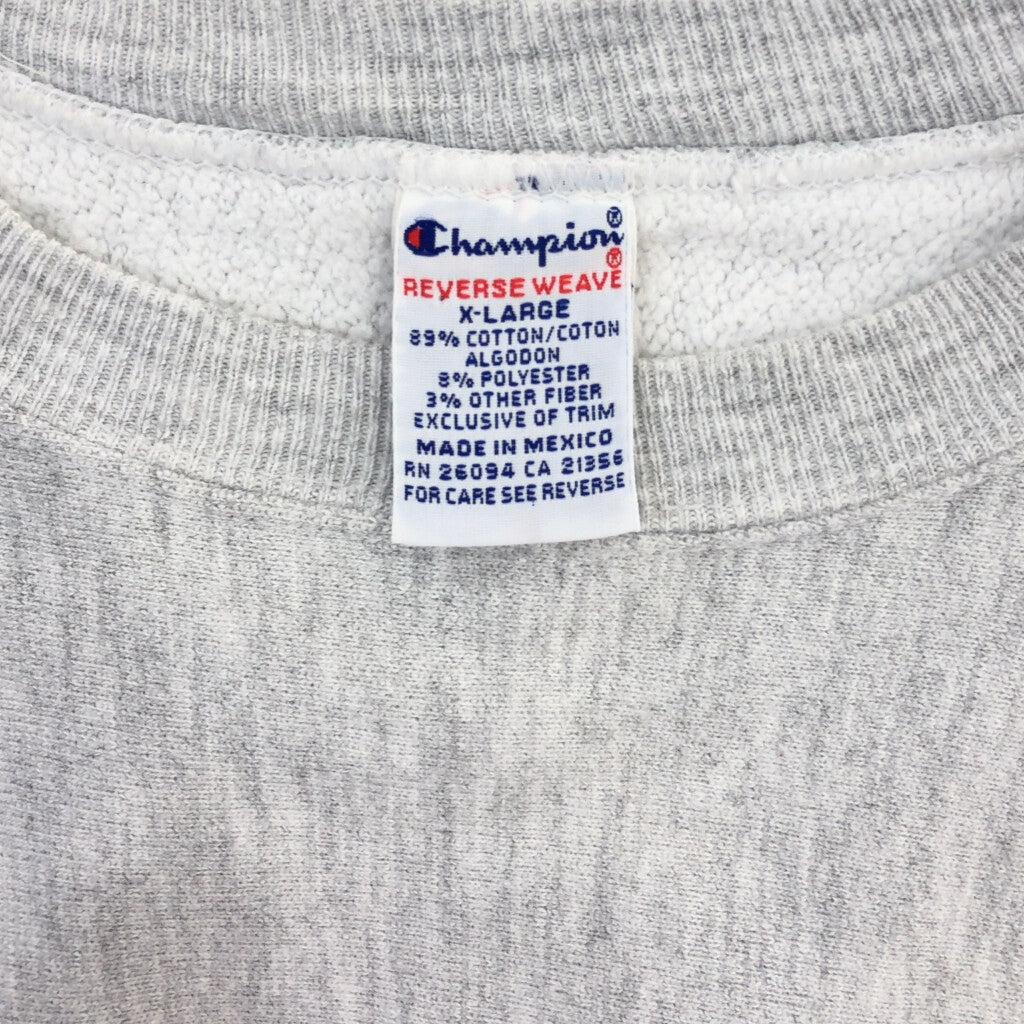 Champion®
REVERSE WEAVE®
X-LARGE
89% COTTON/COTON
ALGODON
8% POLYESTER
3% OTHER FIBER
EXCLUSIVE OF TRIM
MADE IN MEXICO
RN 26094 CA 21356
FOR CARE SEE REVERSE